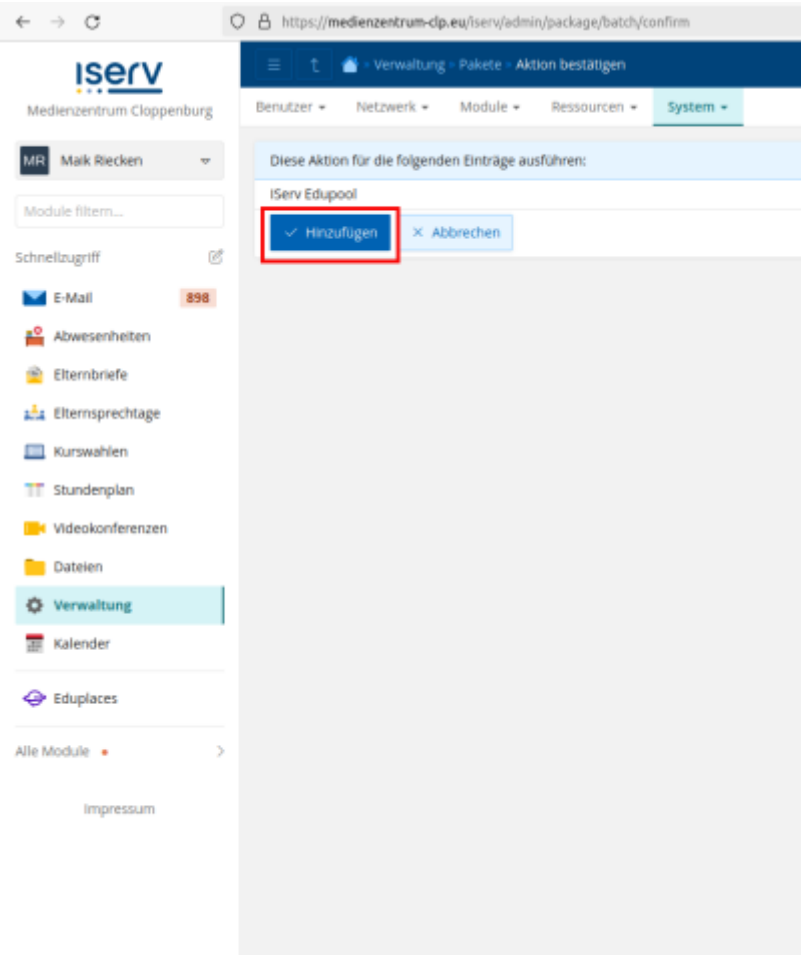 https://medienzentrum-clp.eu/iserv/admin/package/batch/confirm
IServ
Medienzentrum Cloppenburg
Verwaltung Pakete Aktion bestätigen
Benutzer Netzwerk Module Ressourcen System
MR Maik Riecken
Diese Aktion für die folgenden Einträge ausführen:
IServ Edupool
Hinzufügen Abbrechen
Module filtern...
Schnellzugriff
E-Mail 898
Abwesenheiten
Elternbriefe
Elternsprechtage
Kurswahlen
Stundenplan
Videokonferenzen
Dateien
Verwaltung
Kalender
Eduplaces
Alle Module
Impressum